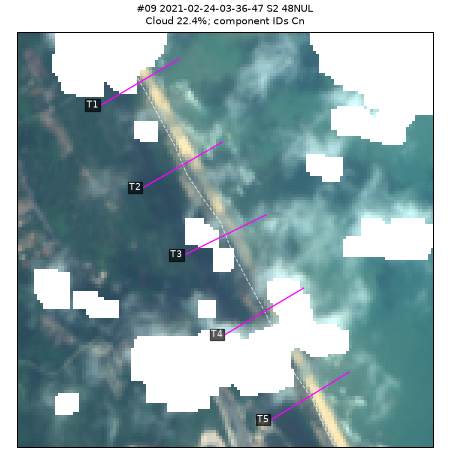 #09 2021-02-24-03-36-47 S2 48NUL
Cloud 22.4%; component IDs Cn
T1
T2
T3
T4
T5